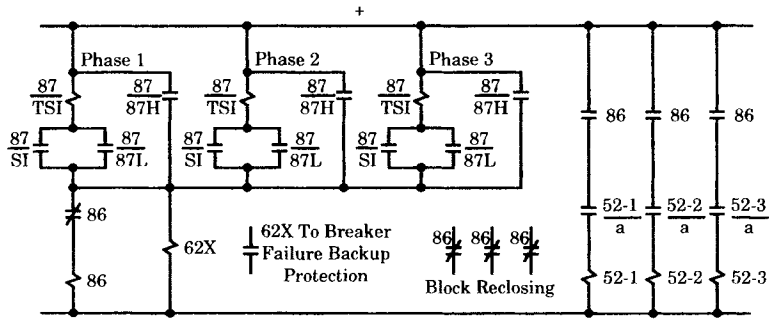 +
Phase 1
Phase 2
Phase 3
87
TSI
87
87H
87
TSI
87
87H
87
TSI
87
87H
86
86
86
87
SI
87
87L
87
SI
87
87L
87
SI
87
87L
86
62X
62X To Breaker
Failure Backup
Protection
86
86
86
52-1
a
52-2
a
52-3
a
86
Block Reclosing
52-1
52-2
52-3